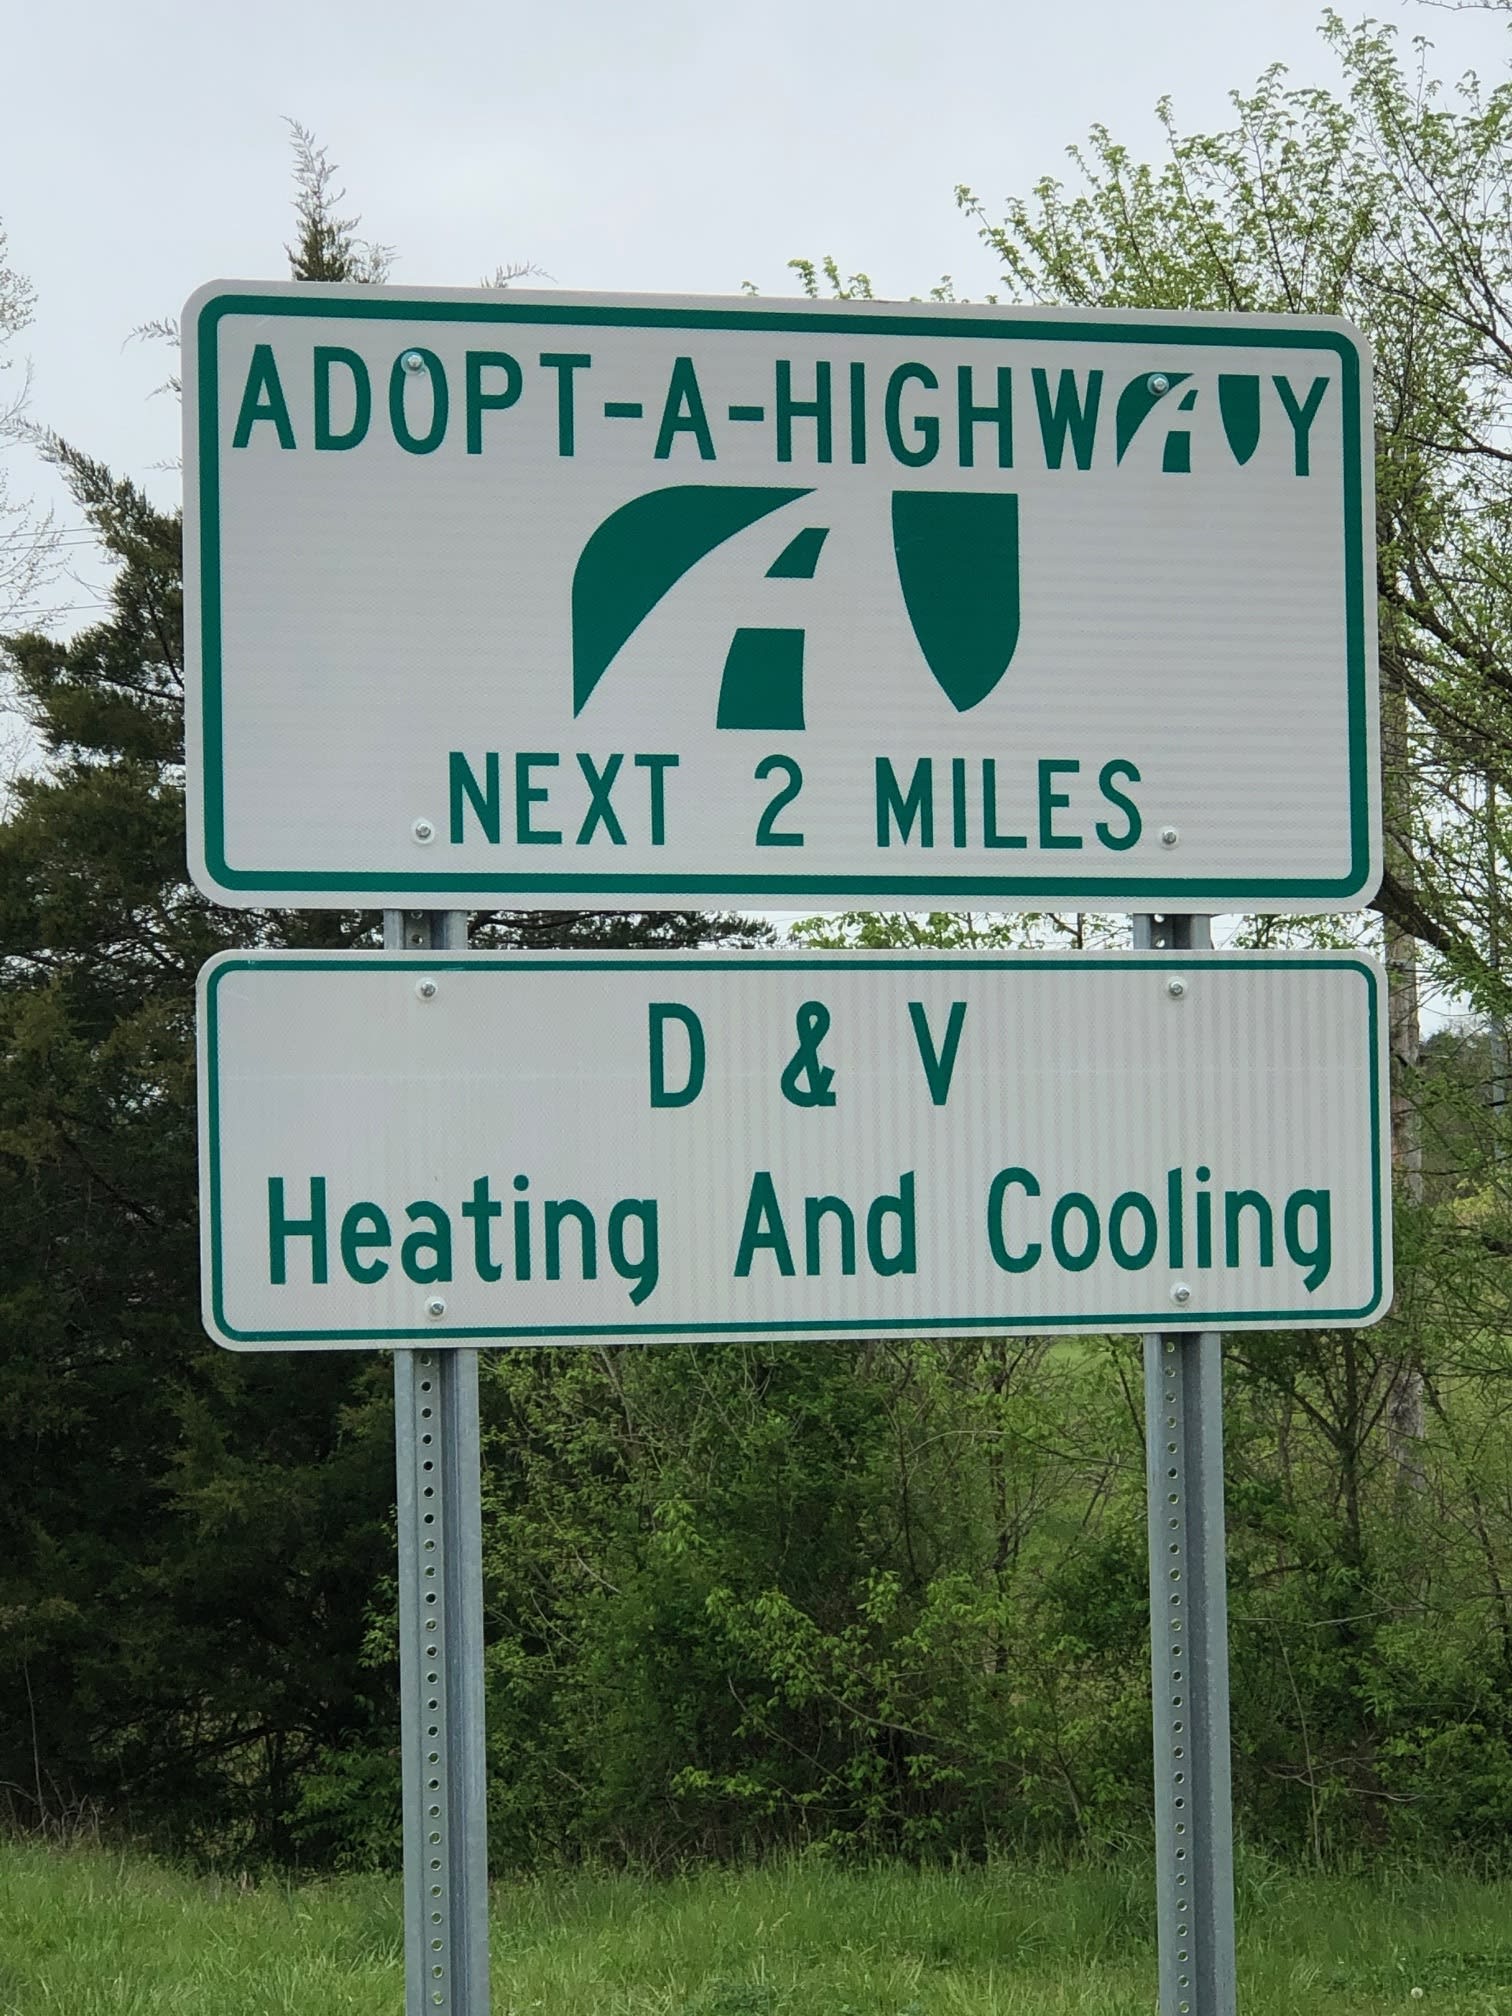 ADOPT-A-HIGHWAY
NEXT 2 MILES
D & V
Heating And Cooling